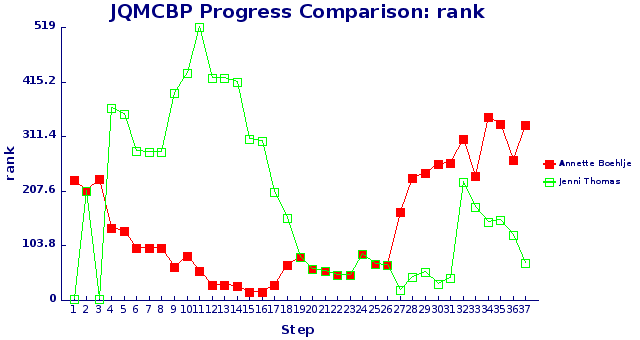 JQMCBP Progress Comparison: rank
519
415.2
311.4
207.6
103.8
0
rank
1 2 3 4 5 6 7 8 9 10 11 12 13 14 15 16 17 18 19 20 21 22 23 24 25 26 27 28 29 30 31 32 33 34 35 36 37
Step
Annette Boehlje
Jenni Thomas